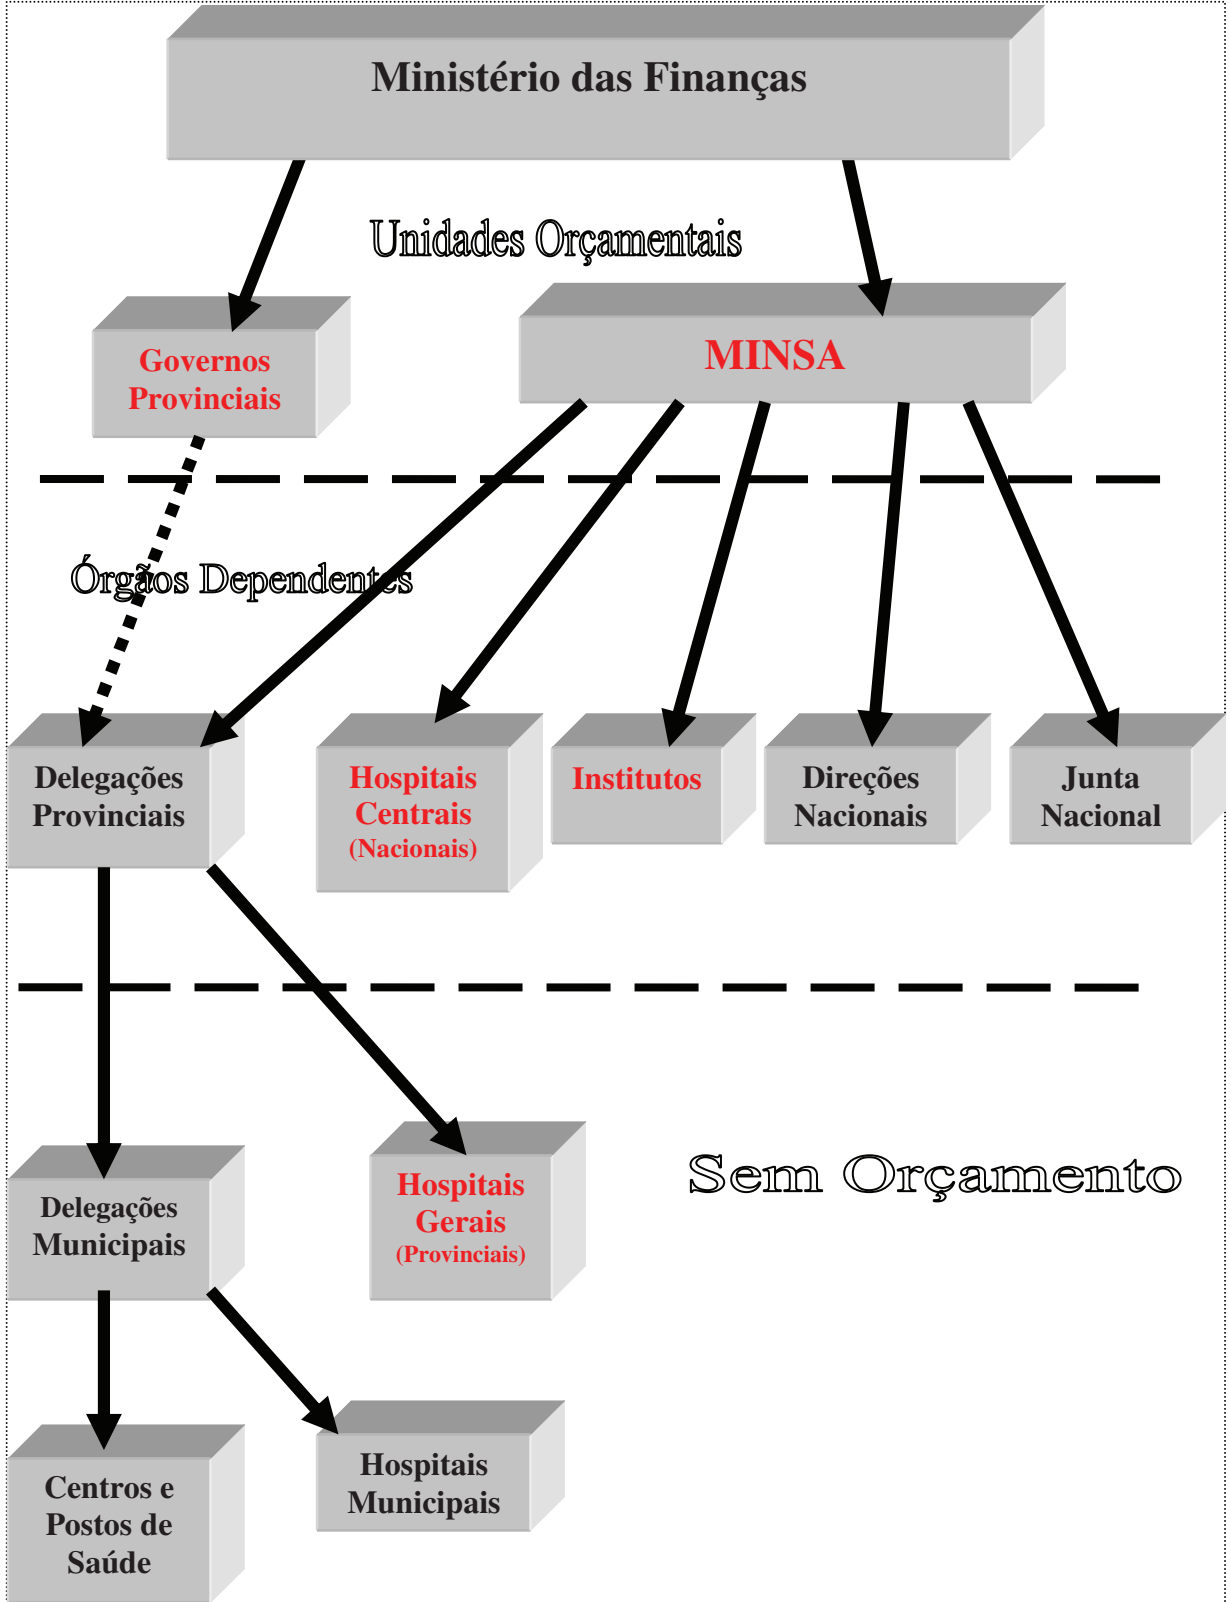 Ministério das Finanças
Unidades Orçamentais
Governos
Provinciais
MINSA
Órgãos Dependentes
Delegações
Provinciais
Hospitais
Centrais
(Nacionais)
Institutos
Direções
Nacionais
Junta
Nacional
Delegações
Municipais
Hospitais
Gerais
(Provinciais)
Sem Orçamento
Centros e
Postos de
Saúde
Hospitais
Municipais